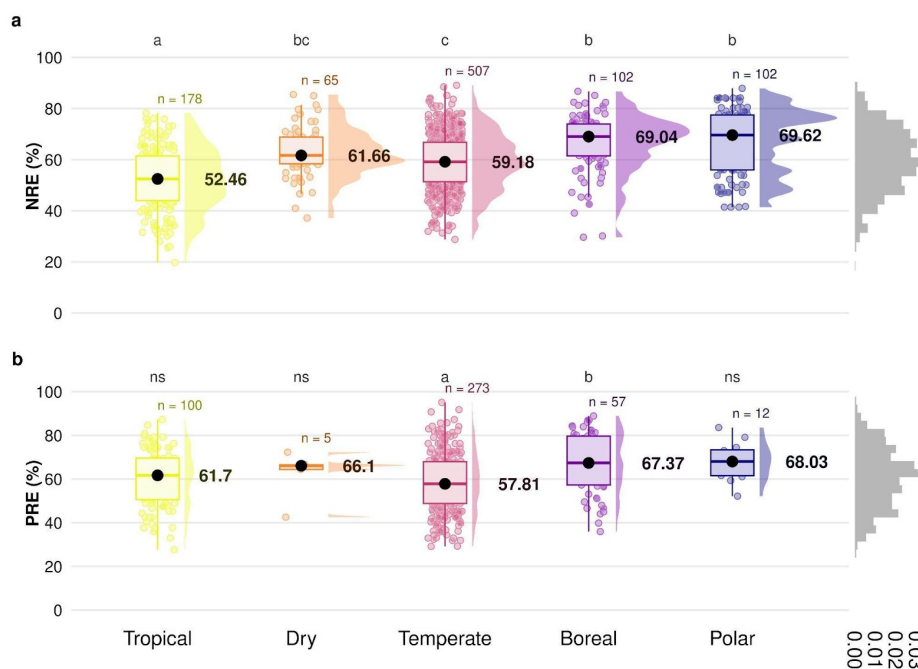 a
a bc c b b
100
n = 178 n = 65 n = 507 n = 102 n = 102
80
60
40
20
0
NRE (%)
52.46 61.66 59.18 69.04 69.62
b
ns ns a b ns
100
n = 100 n = 5 n = 273 n = 57 n = 12
80
60
40
20
0
PRE (%)
61.7 66.1 57.81 67.37 68.03
Tropical Dry Temperate Boreal Polar
0.00
0.01
0.02
0.03